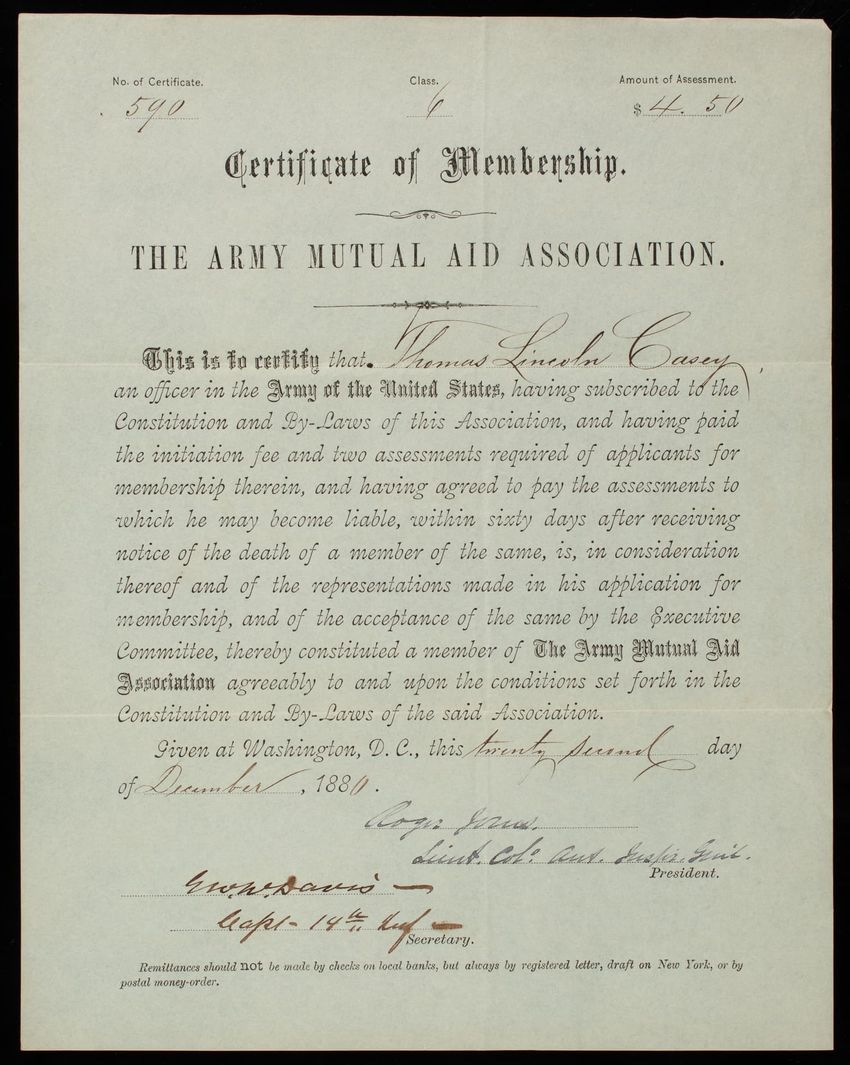 No. of Certificate. Class. Amount of Assessment.
590 6 $4.50
Certificate of Membership.
THE ARMY MUTUAL AID ASSOCIATION.
This is to certify that Thomas Lincoln Casey,
an officer in the Army of the United States, having subscribed to the
Constitution and By-Laws of this Association, and having paid
the initiation fee and two assessments required of applicants for
membership therein, and having agreed to pay the assessments to
which he may become liable, within sixty days after receiving
notice of the death of a member of the same, is, in consideration
thereof and of the representations made in his application for
membership, and of the acceptance of the same by the Executive
Committee, thereby constituted a member of The Army Mutual Aid
Association agreeably to and upon the conditions set forth in the
Constitution and By-Laws of the said Association.
Given at Washington, D. C., this twenty second day
of December, 1880.
Roger Jones.
Lieut. Col. Asst. Inspr. Genl.
President.
Geo. W. Davis
Capt 14th Inf
Secretary.
Remittances should not be made by checks on local banks, but always by registered letter, draft on New York, or by
postal money-order.